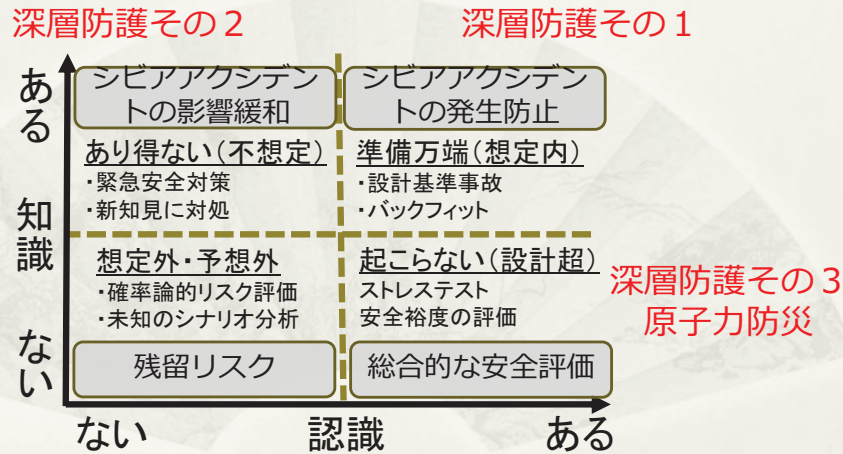 深層防護その２
深層防護その１
シビアアクシデン
トの影響緩和
シビアアクシデン
トの発生防止
あり得ない（不想定）
・緊急安全対策
・新知見に対処
準備万端（想定内）
・設計基準事故
・バックフィット
ある
知識
ない
想定外・予想外
・確率論的リスク評価
・未知のシナリオ分析
起こらない（設計超）
ストレステスト
安全裕度の評価
深層防護その３
原子力防災
残留リスク
総合的な安全評価
ない
認識
ある